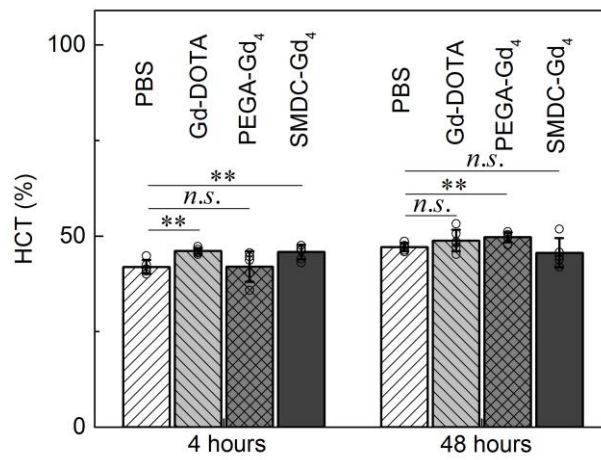 100
50
0
HCT (%)
PBS
Gd-DOTA
PEGA-Gd₄
SMDC-Gd₄
**
n.s.
**
4 hours
PBS
Gd-DOTA
PEGA-Gd₄
SMDC-Gd₄
n.s.
**
n.s.
48 hours